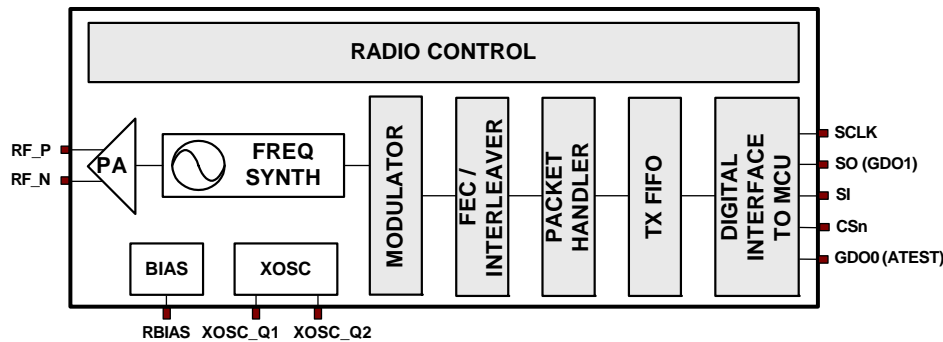 RADIO CONTROL
RF_P
RF_N
PA
FREQ
SYNTH
MODULATOR
FEC /
INTERLEAVER
PACKET
HANDLER
TX FIFO
DIGITAL
INTERFACE
TO MCU
SCLK
SO (GDO1)
SI
CSn
GDO0 (ATEST)
BIAS
XOSC
RBIAS
XOSC_Q1
XOSC_Q2